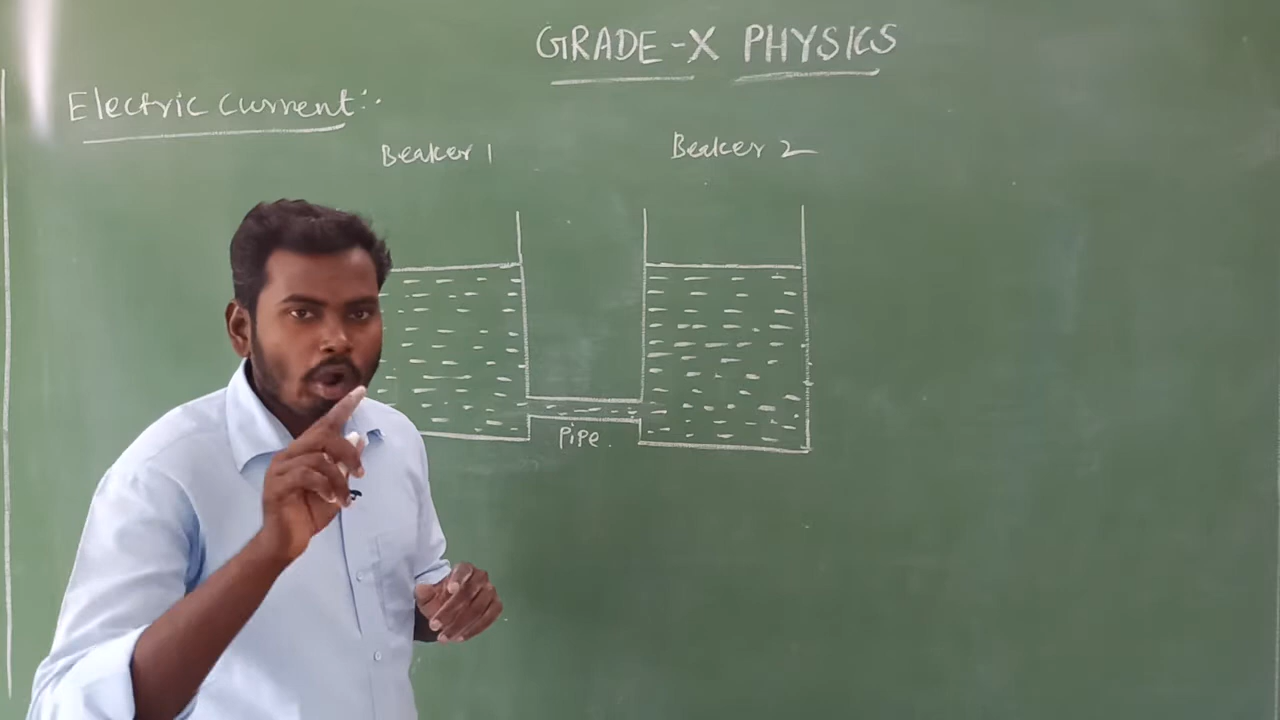 GRADE-X PHYSICS
Electric Current:-
Beaker 1
Beaker 2
Pipe.